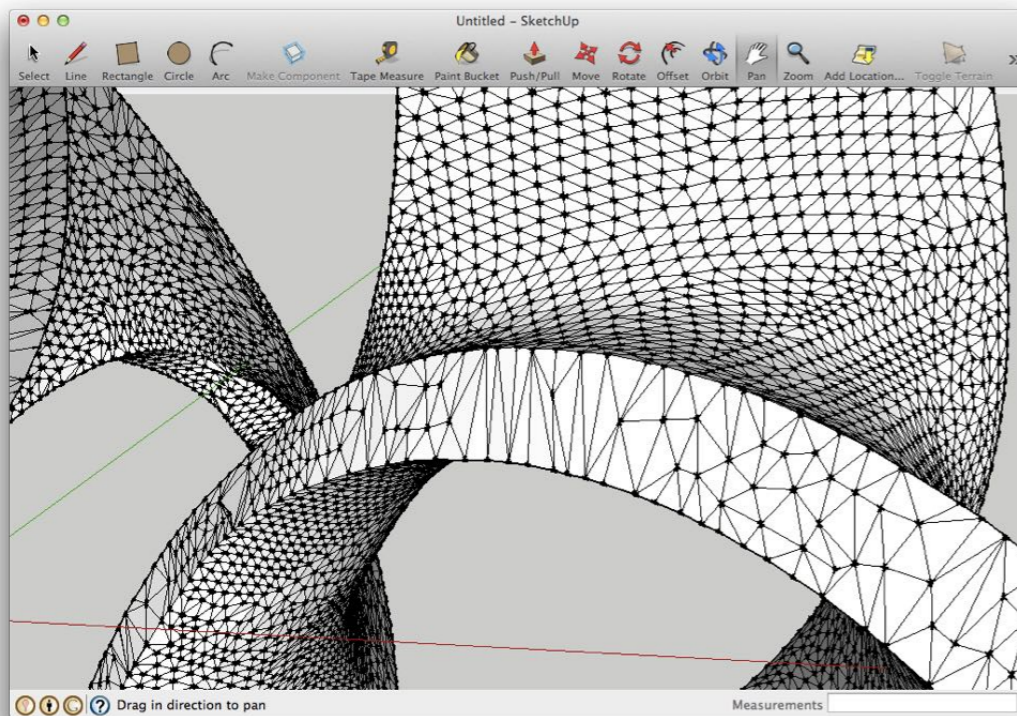 Untitled – SketchUp
Select Line Rectangle Circle Arc Make Component Tape Measure Paint Bucket Push/Pull Move Rotate Offset Orbit Pan Zoom Add Location... Toggle Terrain »
? Drag in direction to pan Measurements